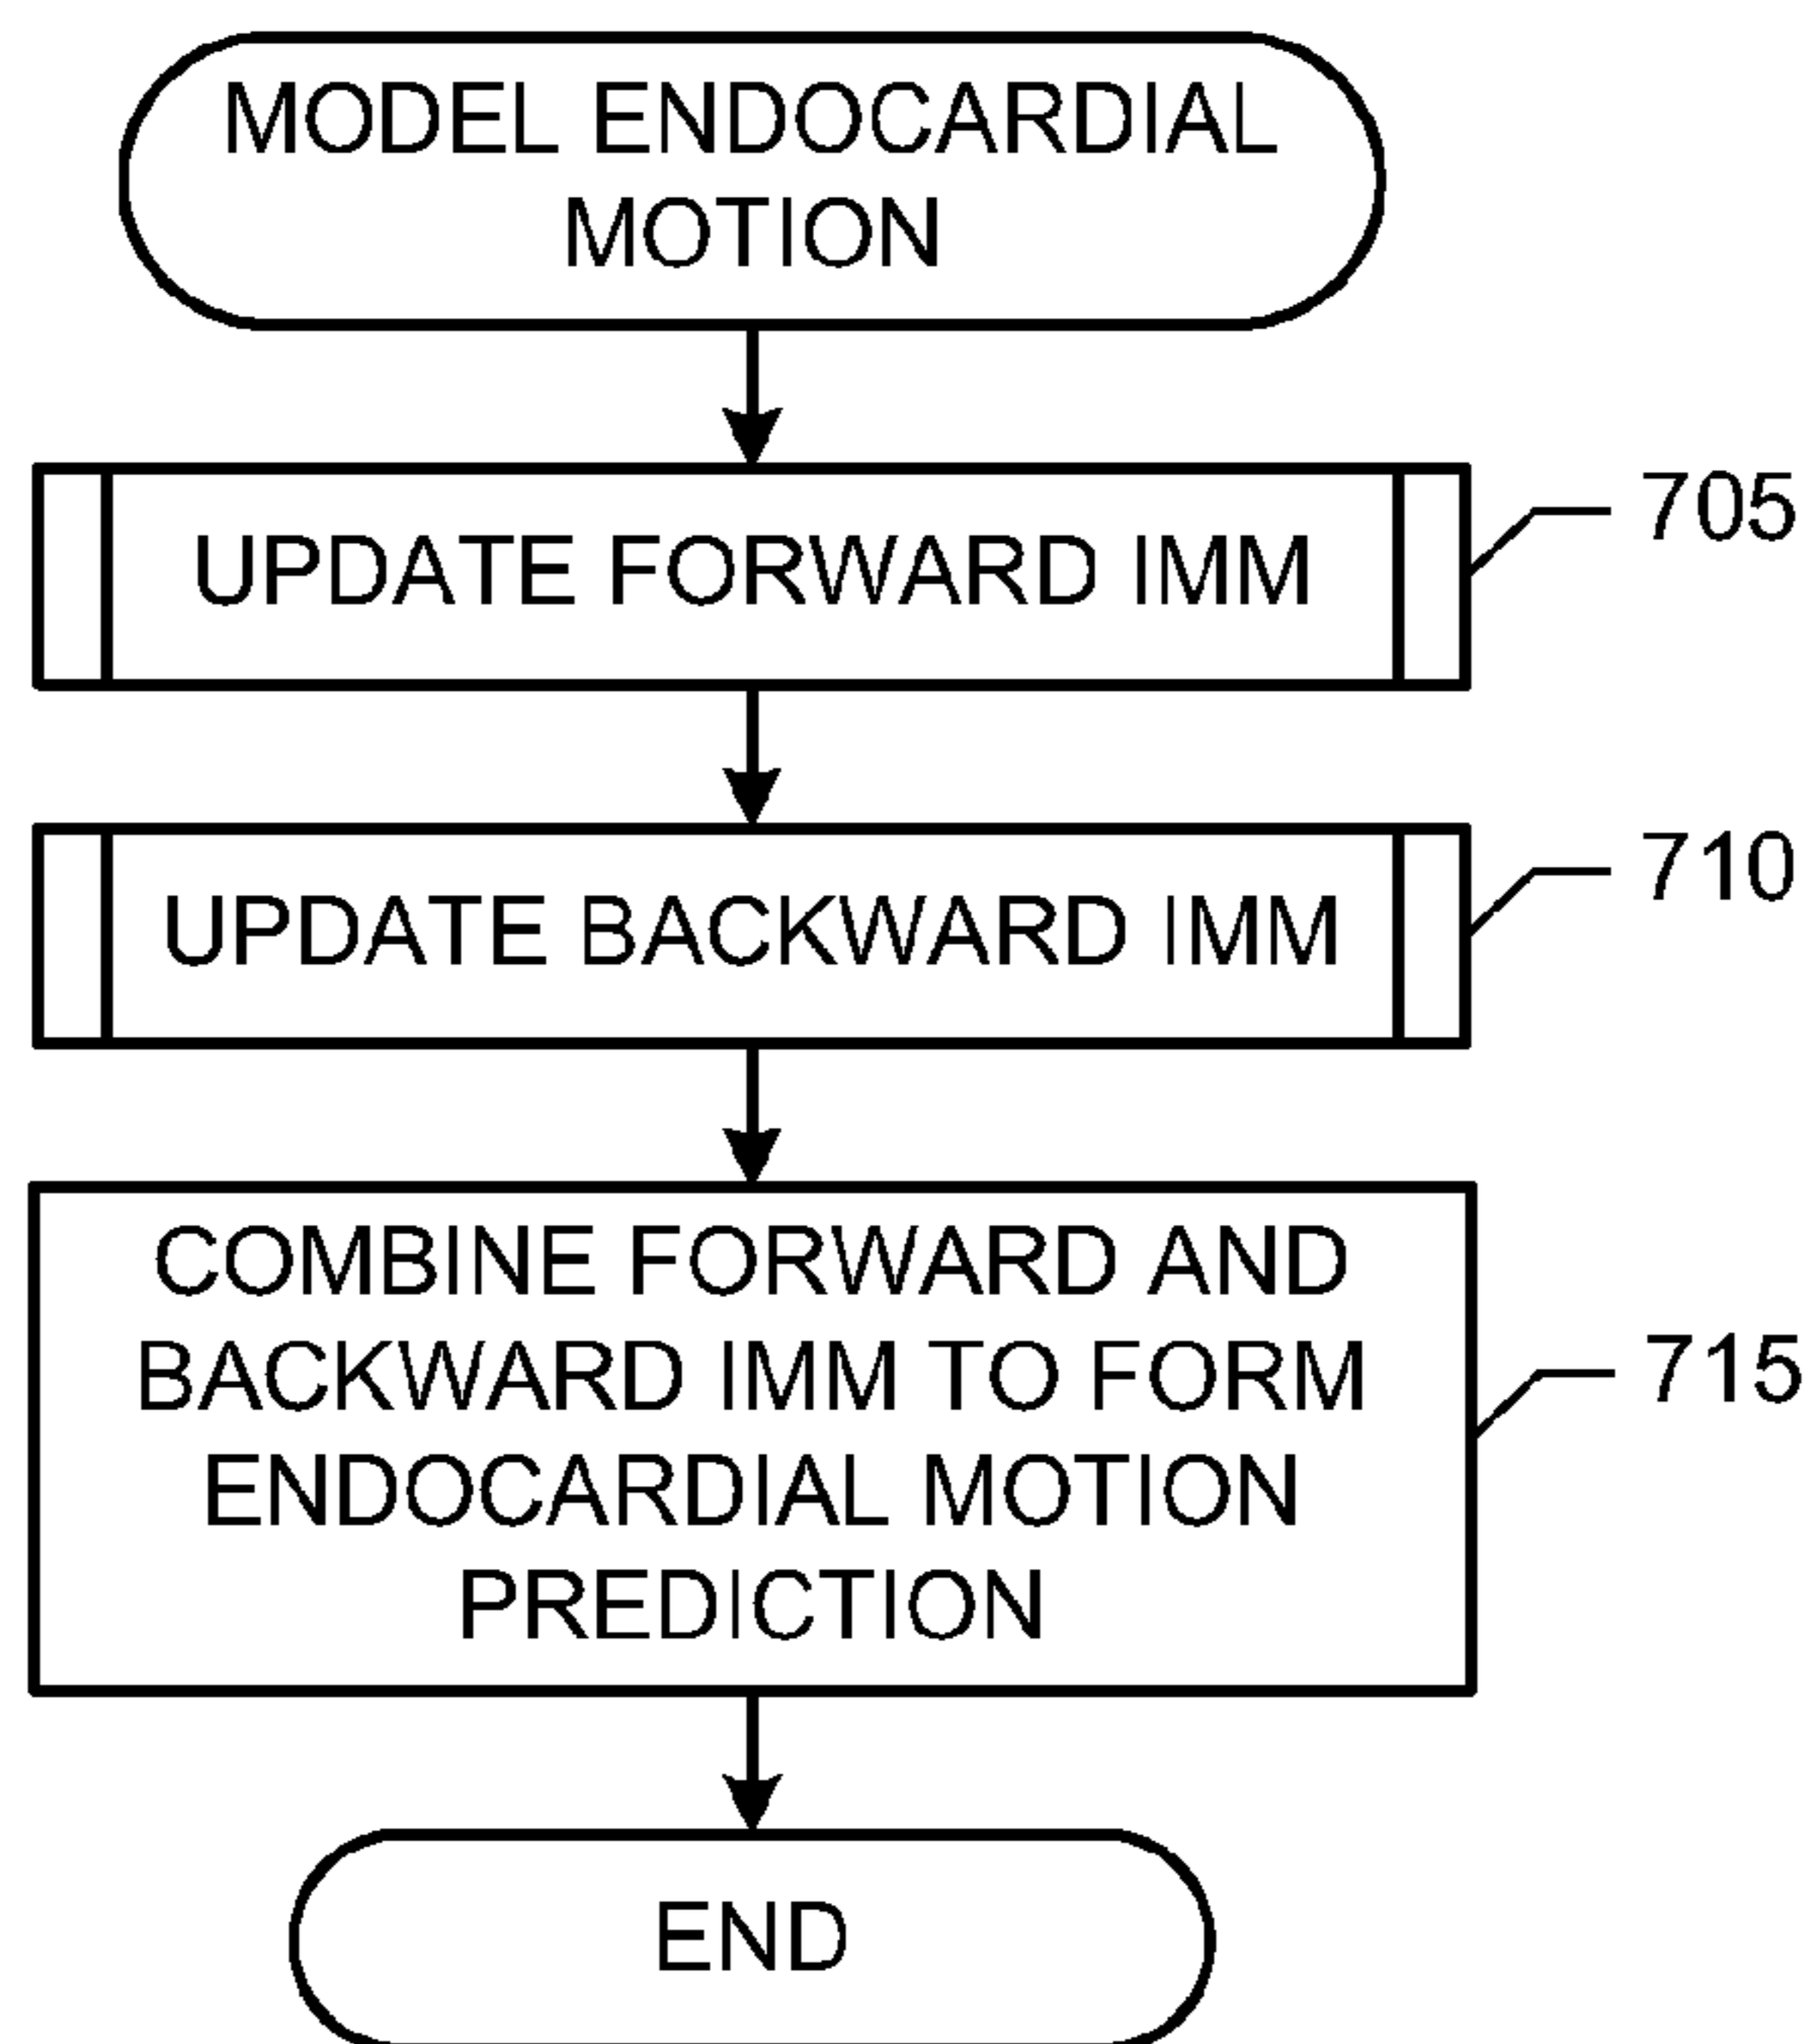 MODEL ENDOCARDIAL
MOTION
UPDATE FORWARD IMM
705
UPDATE BACKWARD IMM
710
COMBINE FORWARD AND
BACKWARD IMM TO FORM
ENDOCARDIAL MOTION
PREDICTION
715
END